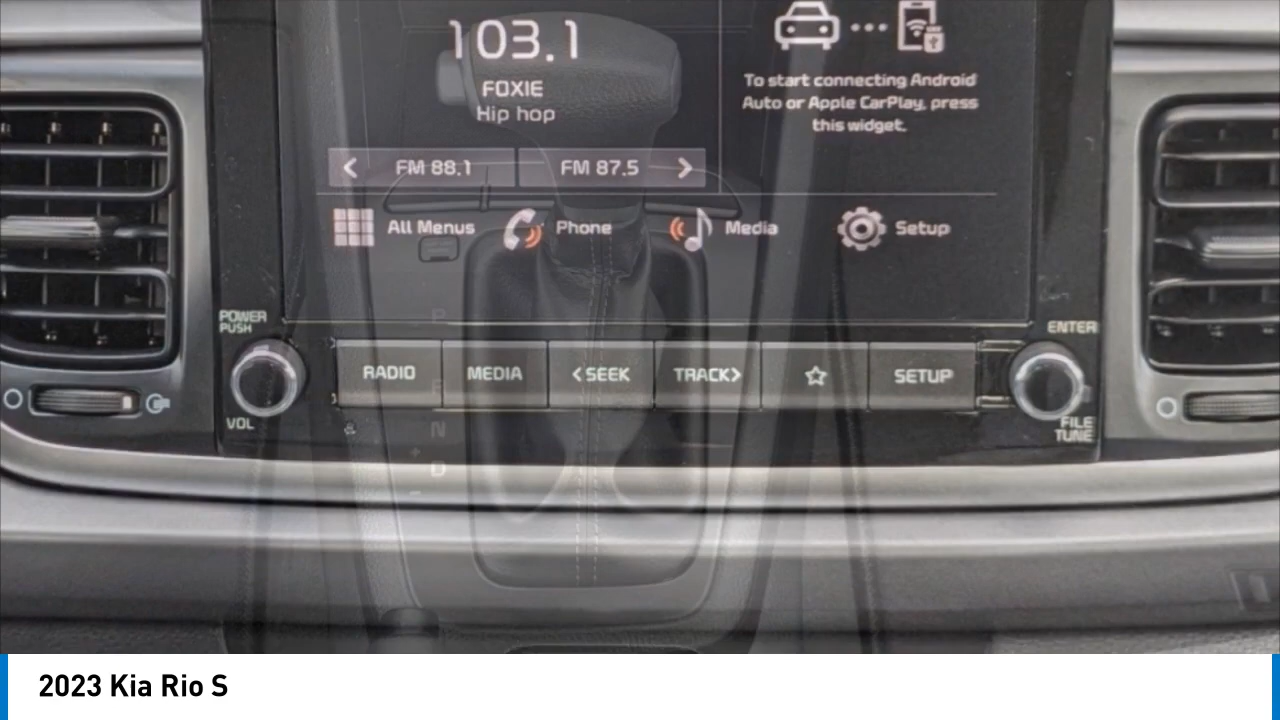 103.1
FOXIE
Hip hop
To start connecting Android
Auto or Apple CarPlay, press
this widget.
FM 88.1
FM 87.5
All Menus
Phone
Media
Setup
POWER
PUSH
VOL
RADIO
MEDIA
<SEEK
TRACK>
SETUP
ENTER
FILE
TUNE
P
N
+
D
-
2023 Kia Rio S